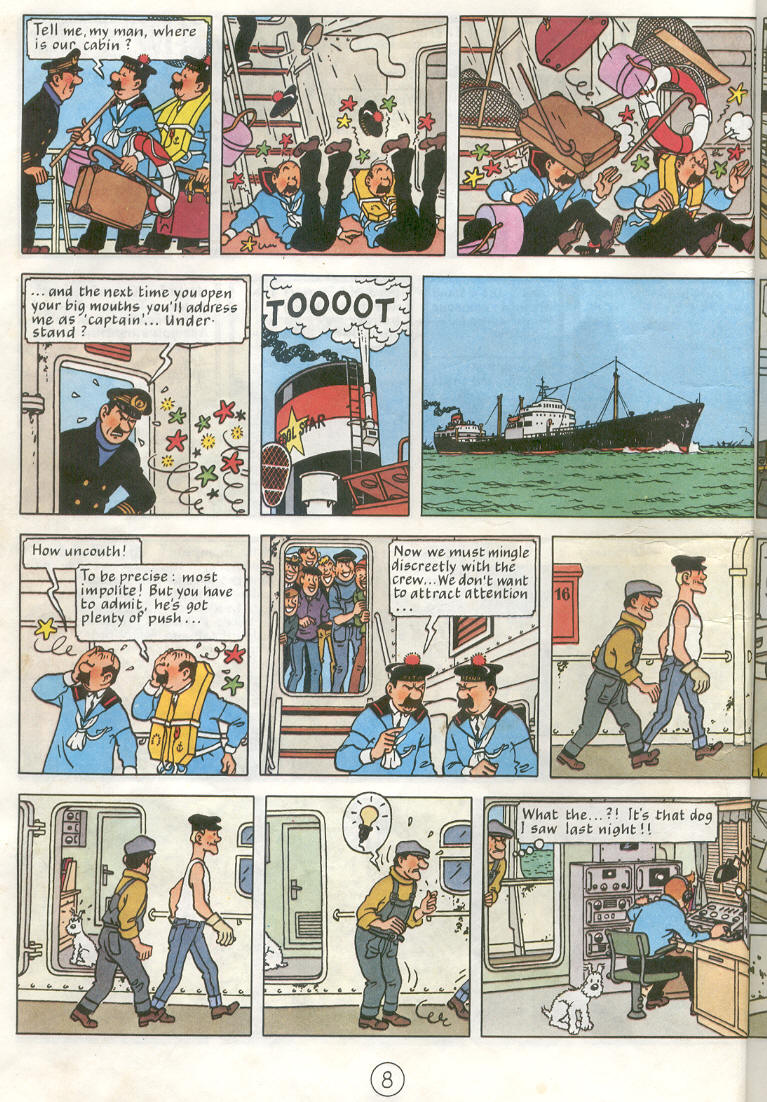 Tell me, my man, where
is our cabin?
...and the next time you open
your big mouths you'll address
me as 'captain'... Under-
stand?
TOOOOT
STAR
How uncouth!
To be precise: most
impolite! But you have
to admit, he's got
plenty of push...
Now we must mingle
discreetly with the
crew... We don't want
to attract attention
...
16
What the...?! It's that dog
I saw last night!!
8